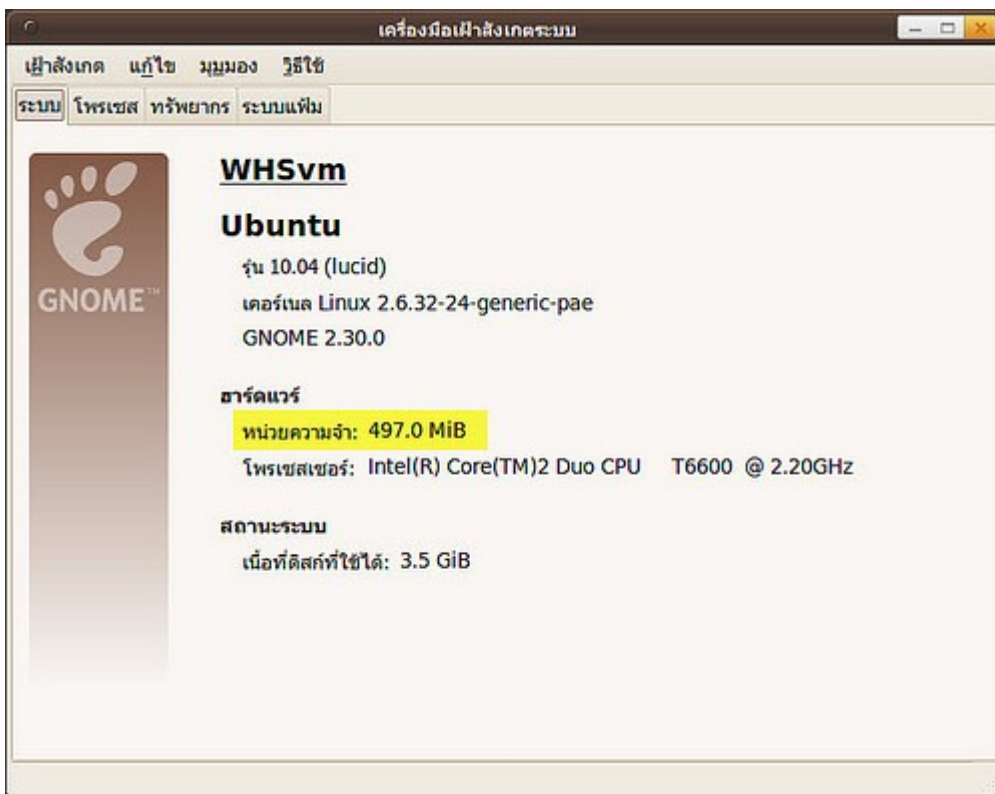 เครื่องมือเฝ้าสังเกตระบบ
เฝ้าสังเกต แก้ไข มุมมอง วิธีใช้
ระบบ โพรเซส ทรัพยากร ระบบแฟ้ม
GNOME™
WHSvm
Ubuntu
รุ่น 10.04 (lucid)
เคอร์เนล Linux 2.6.32-24-generic-pae
GNOME 2.30.0
ฮาร์ดแวร์
หน่วยความจำ: 497.0 MiB
โพรเซสเซอร์: Intel(R) Core(TM)2 Duo CPU T6600 @ 2.20GHz
สถานะระบบ
เนื้อที่ดิสก์ที่ใช้ได้: 3.5 GiB